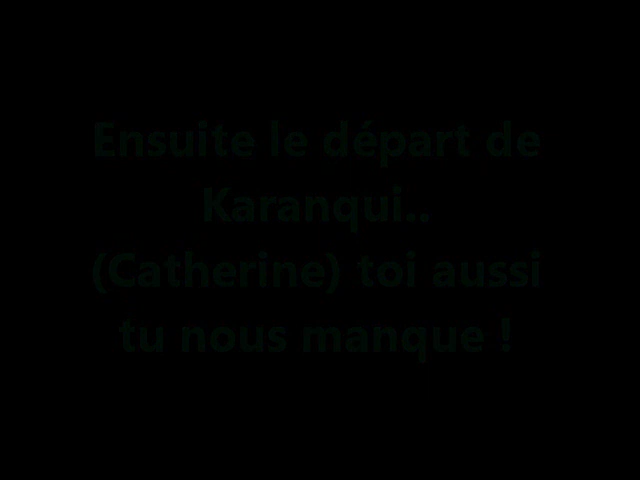 Ensuite le départ de
Karanqui..
(Catherine) toi aussi
tu nous manque !